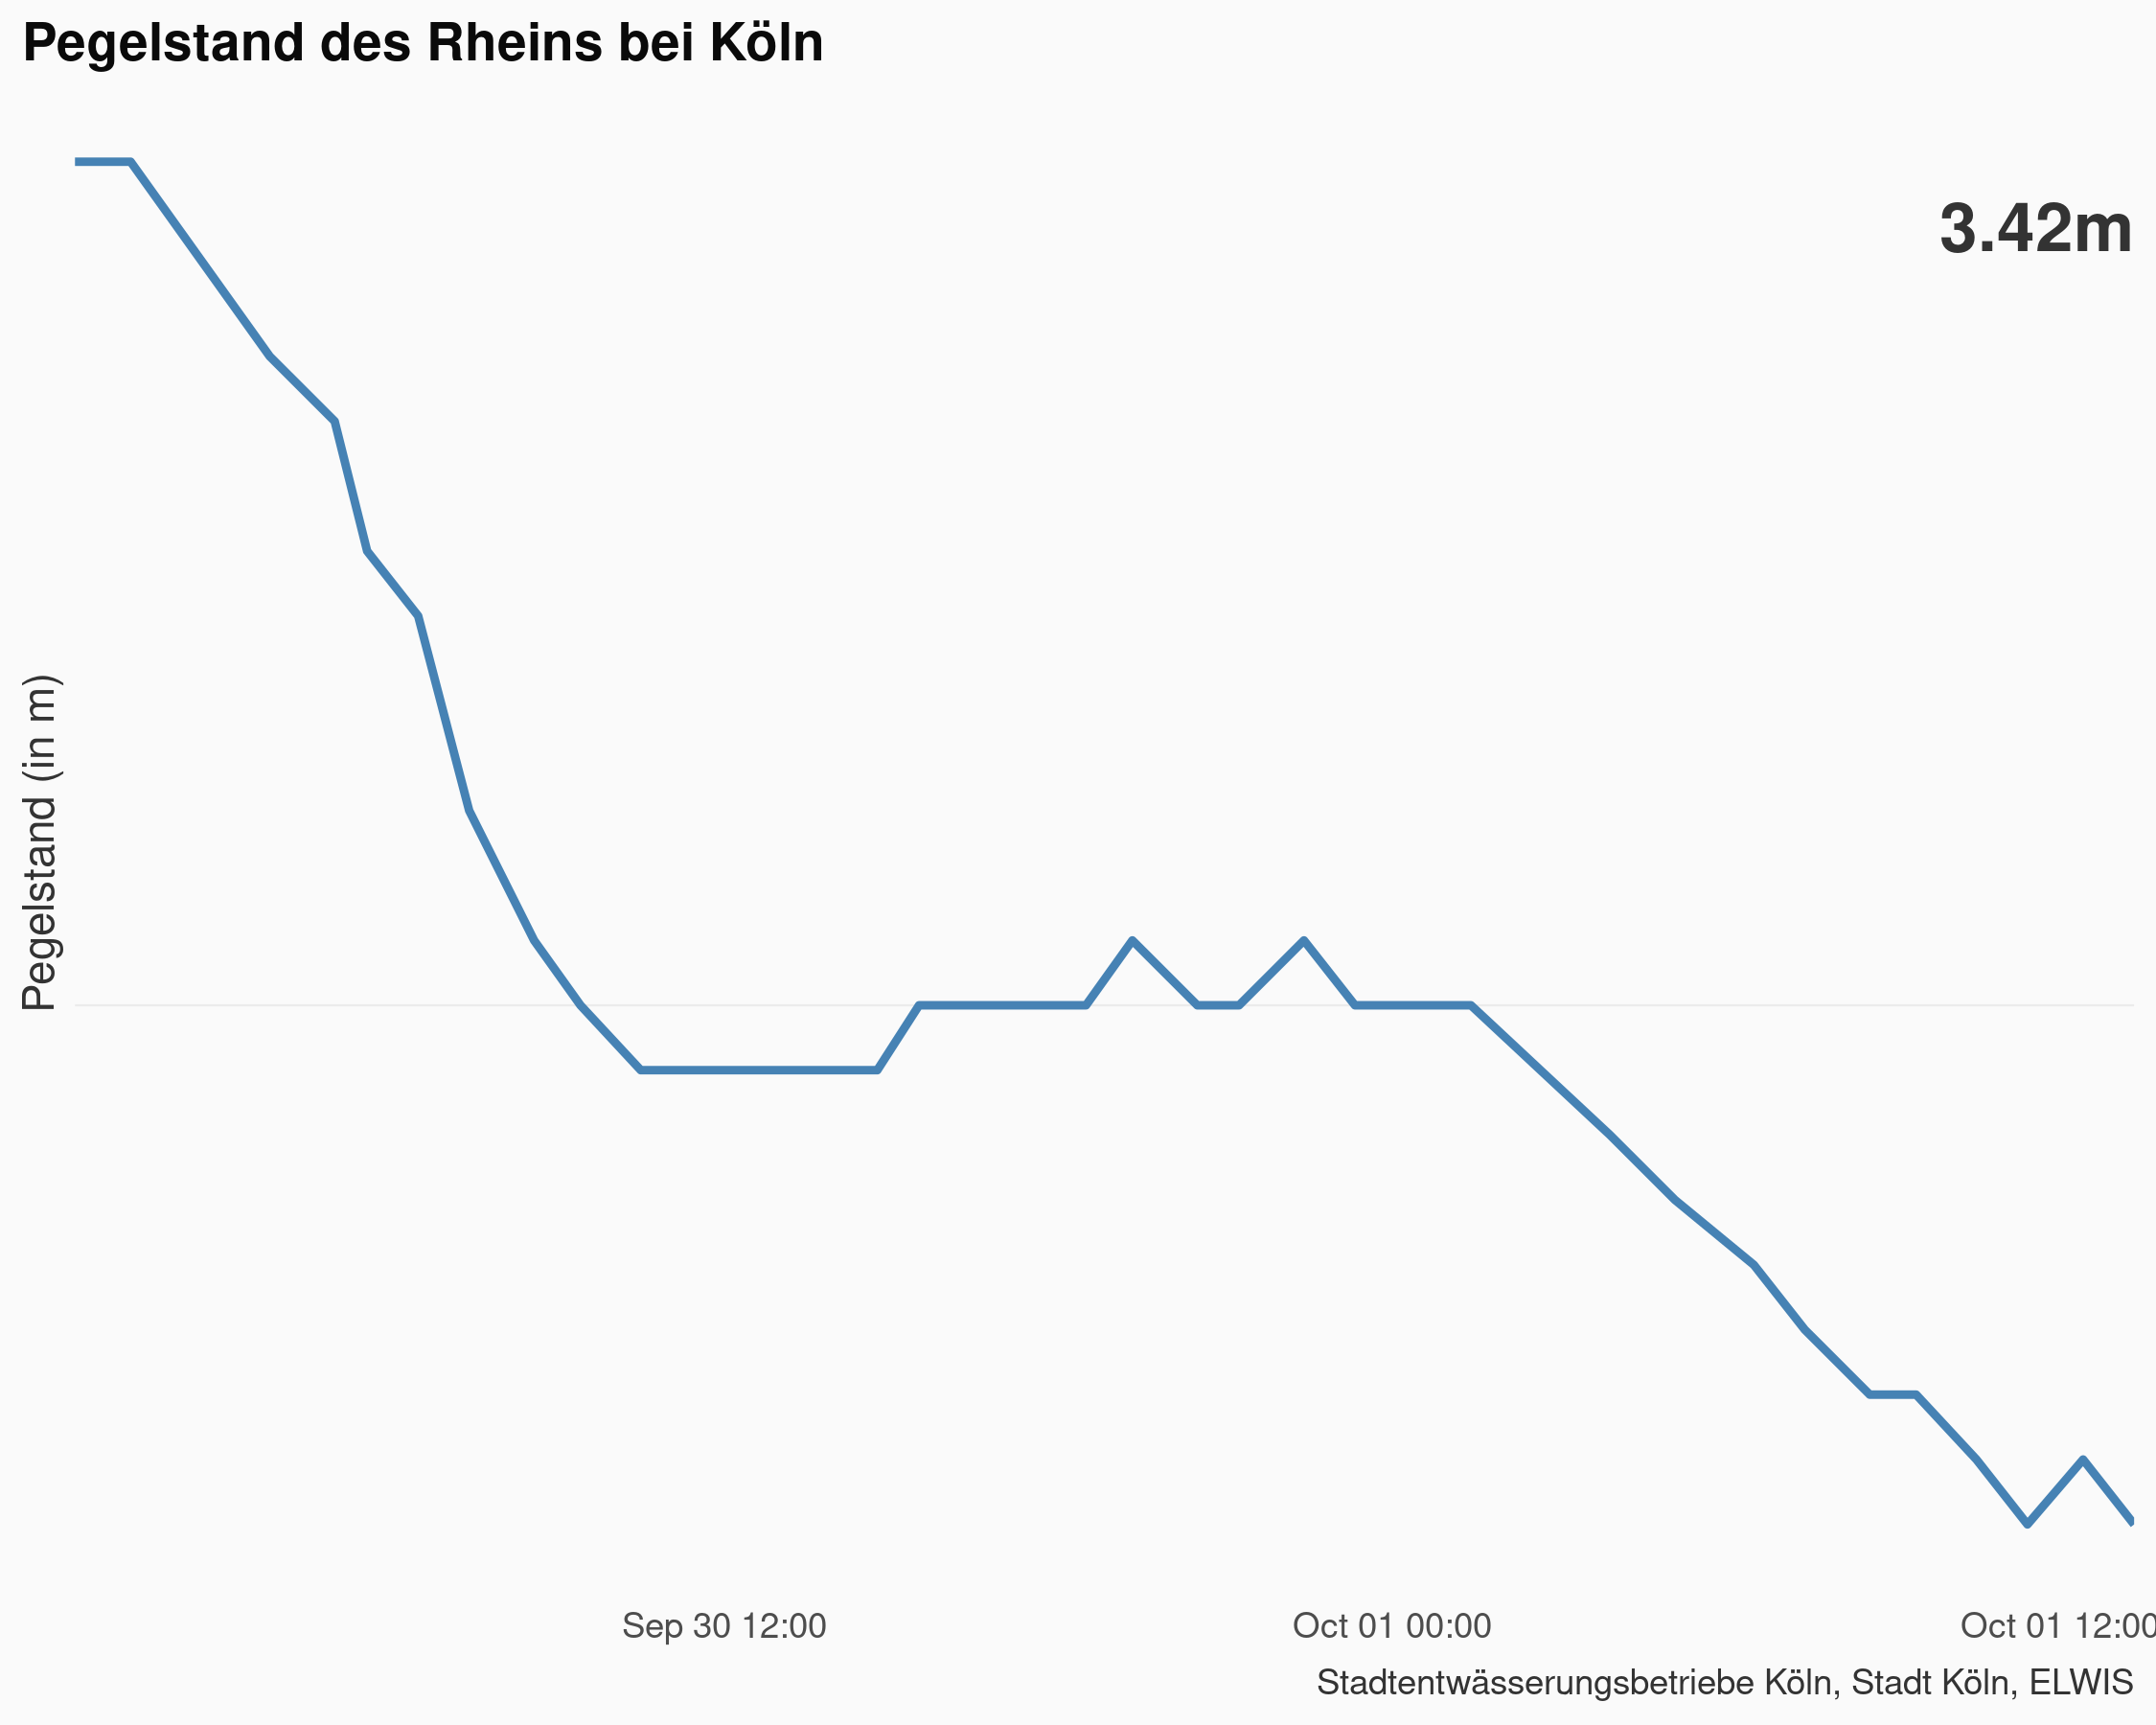 Pegelstand des Rheins bei Köln
3.42m
Pegelstand (in m)
Sep 30 12:00
Oct 01 00:00
Oct 01 12:00
Stadtentwässerungsbetriebe Köln, Stadt Köln, ELWIS